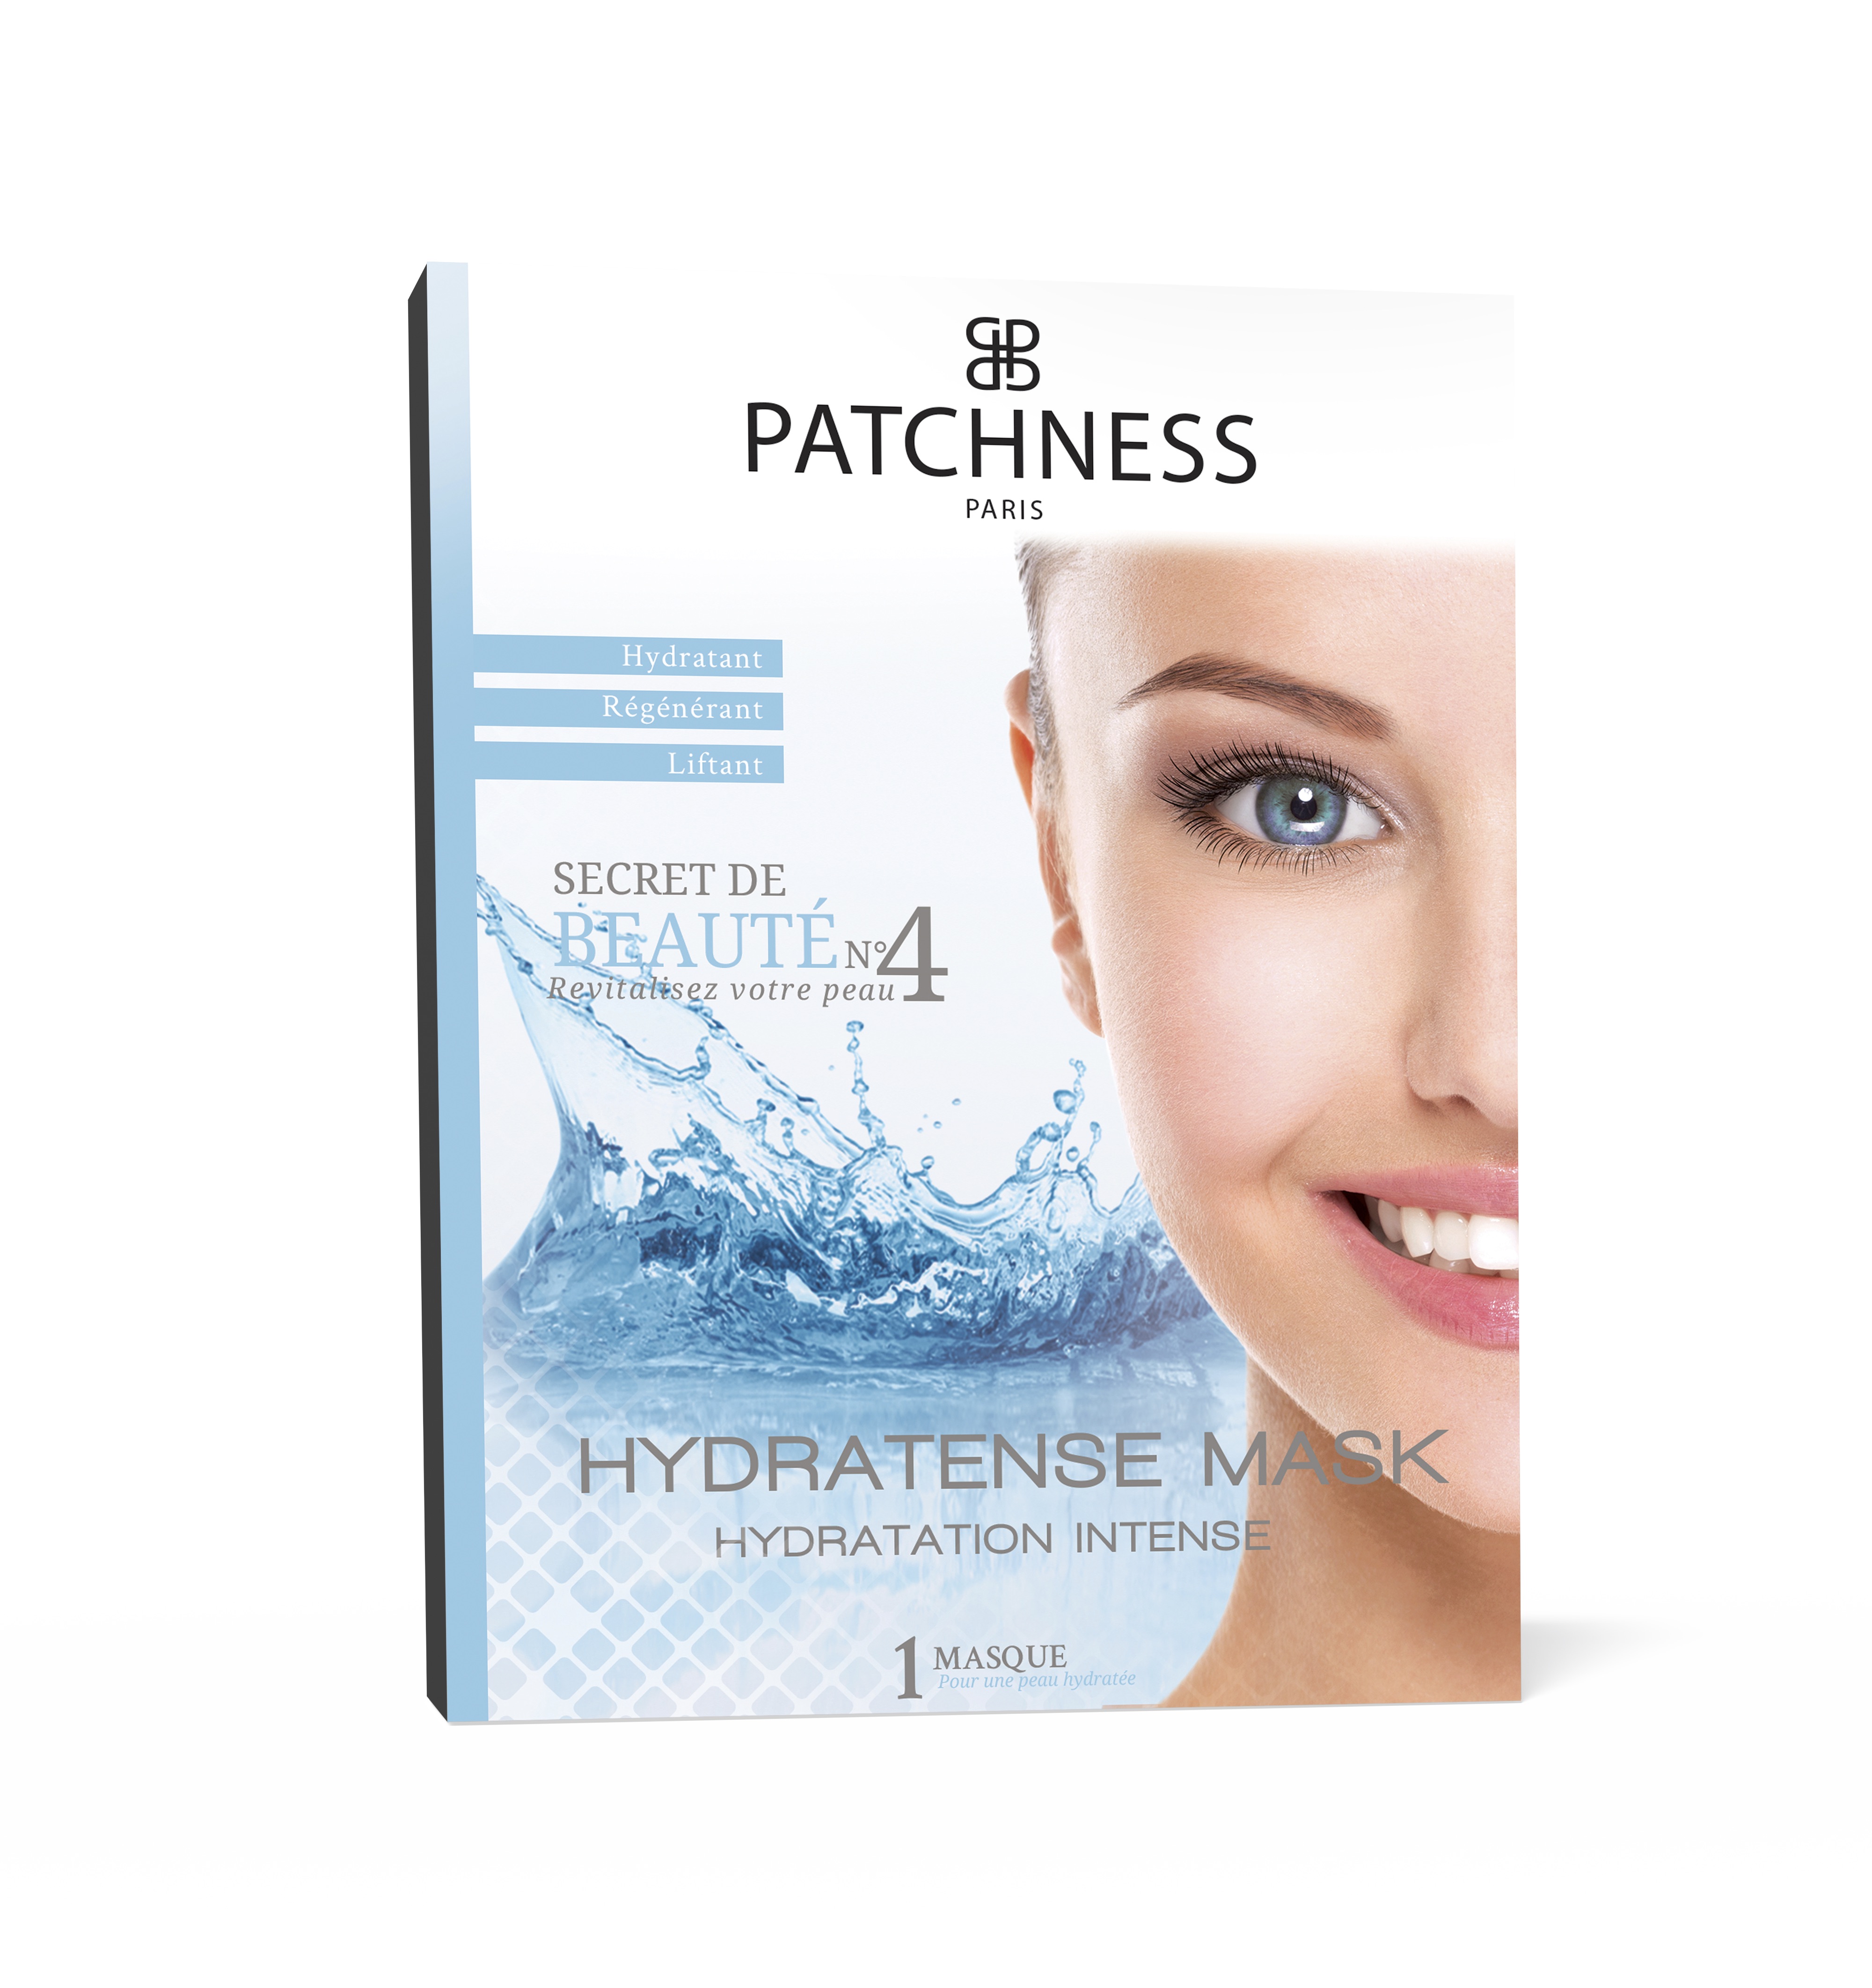 PATCHNESS
PARIS
Hydratant
Régénérant
Liftant
SECRET DE
BEAUTÉ N°4
Revitalisez votre peau
HYDRATENSE MASK
HYDRATATION INTENSE
1 MASQUE
Pour une peau hydratée